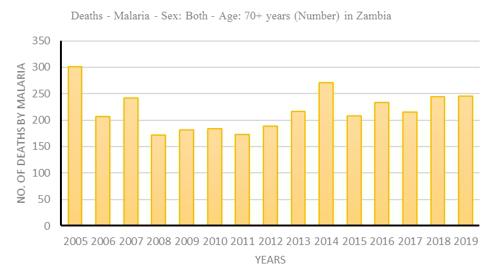 Deaths - Malaria - Sex: Both - Age: 70+ years (Number) in Zambia
350
300
250
200
150
100
50
0
NO. OF DEATHS BY MALARIA
2005 2006 2007 2008 2009 2010 2011 2012 2013 2014 2015 2016 2017 2018 2019
YEARS